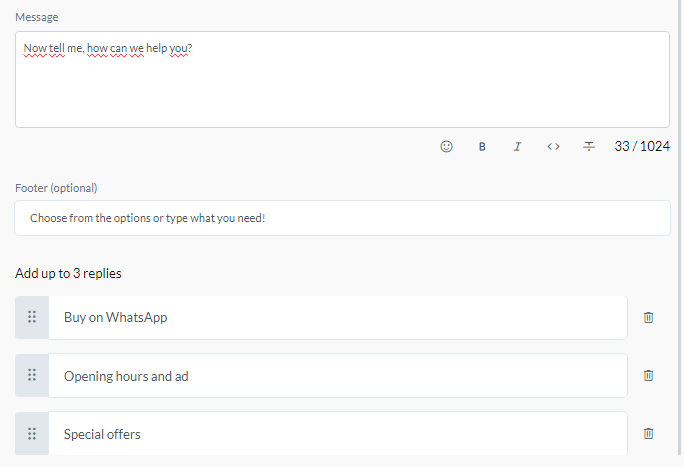 Message
Now tell me, how can we help you?
B I <> T 33 / 1024
Footer (optional)
Choose from the options or type what you need!
Add up to 3 replies
Buy on WhatsApp
Opening hours and ad
Special offers